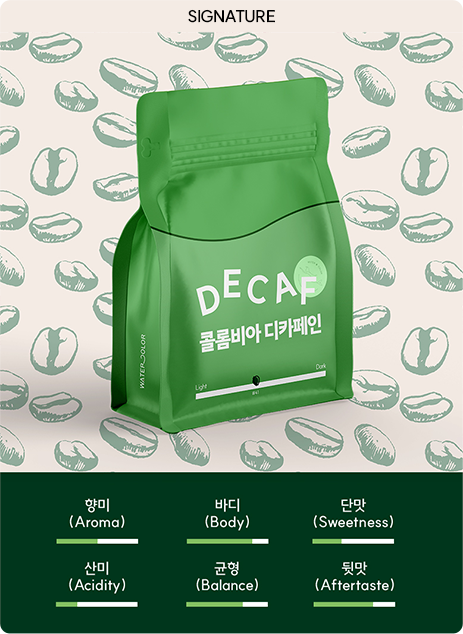 SIGNATURE
DECAF
콜롬비아 디카페인
Light
Dark
WATER_COLOR
향미
(Aroma)
바디
(Body)
단맛
(Sweetness)
산미
(Acidity)
균형
(Balance)
뒷맛
(Aftertaste)